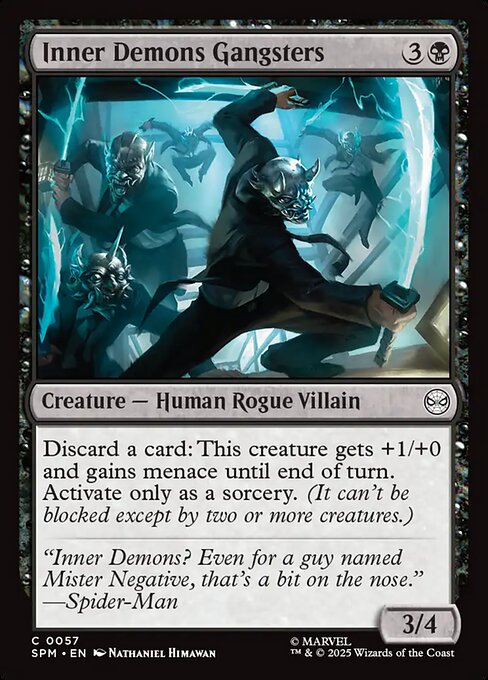 Inner Demons Gangsters 3
Creature — Human Rogue Villain
Discard a card: This creature gets +1/+0
and gains menace until end of turn.
Activate only as a sorcery. (It can't be
blocked except by two or more creatures.)
“Inner Demons? Even for a guy named
Mister Negative, that's a bit on the nose.”
—Spider-Man
3/4
C 0057
SPM • EN Nathaniel Himawan
© MARVEL
™ & © 2025 Wizards of the Coast